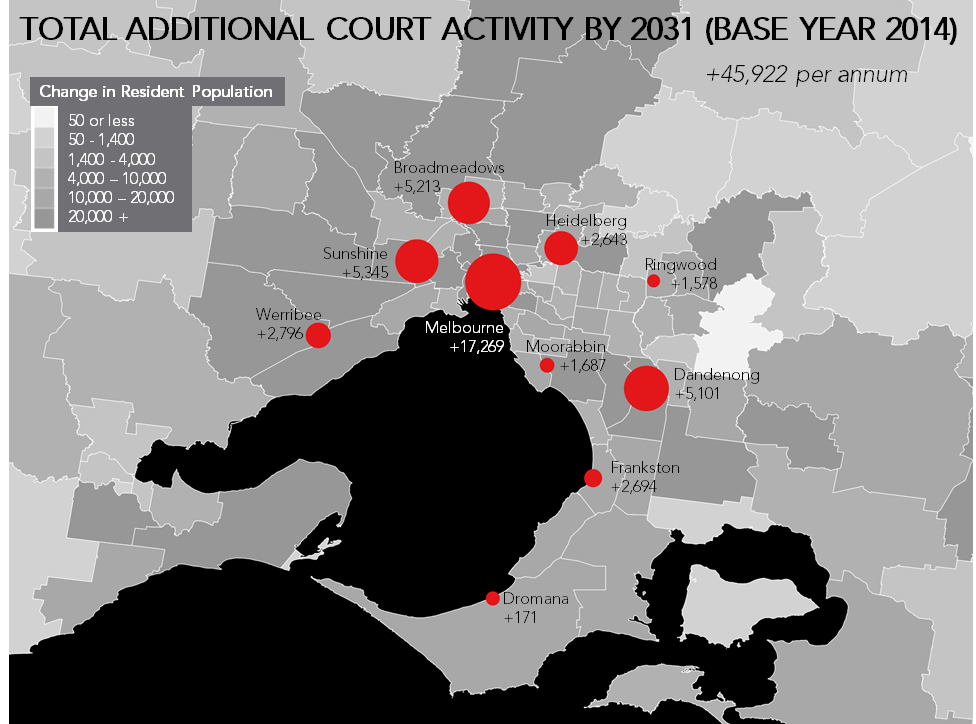 TOTAL ADDITIONAL COURT ACTIVITY BY 2031 (BASE YEAR 2014)
+45,922 per annum
Change in Resident Population
50 or less
50 - 1,400
1,400 - 4,000
4,000 – 10,000
10,000 – 20,000
20,000 +
Broadmeadows
+5,213
Heidelberg
+2,643
Sunshine
+5,345
Ringwood
+1,578
Werribee
+2,796
Melbourne
+17,269
Moorabbin
+1,687
Dandenong
+5,101
Frankston
+2,694
Dromana
+171